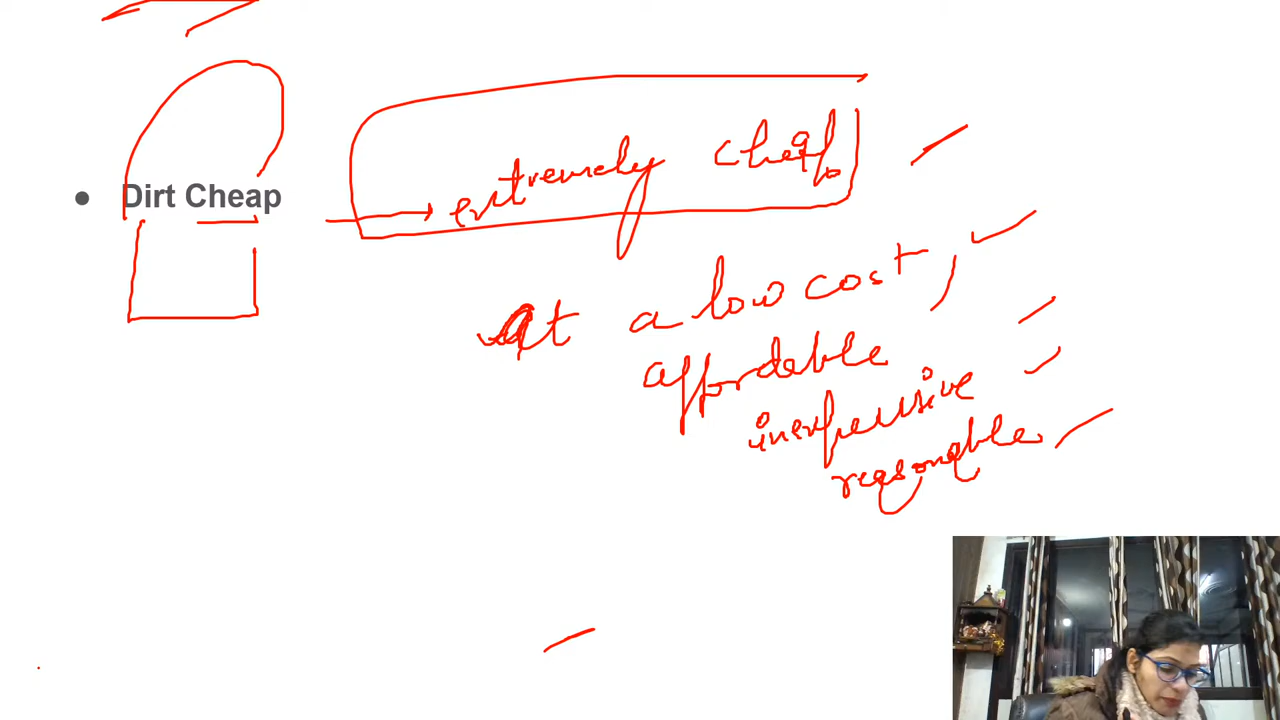 extremely cheap
• Dirt Cheap
At a low cost,
affordable
inexpensive
reasonable